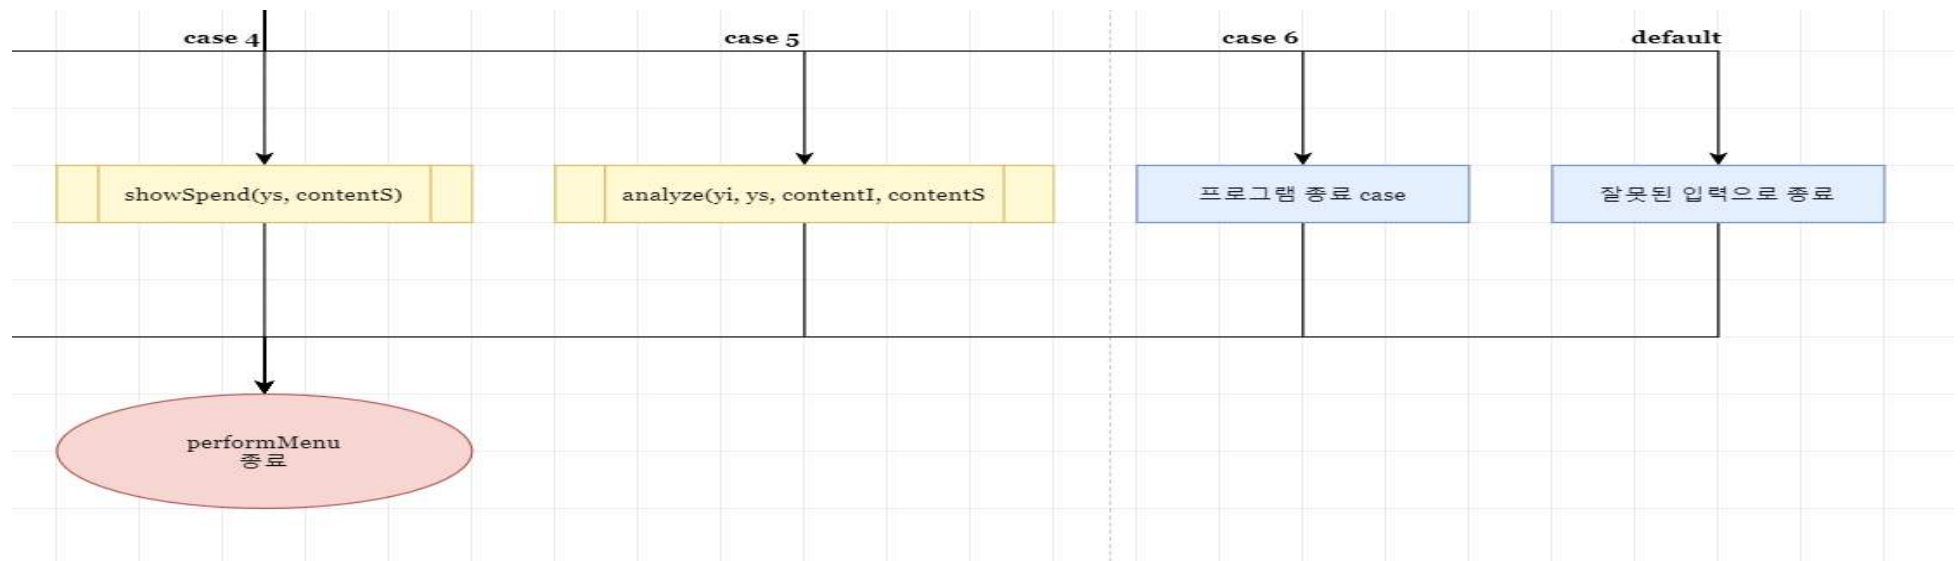 case 4
case 5
case 6
default
showSpend(ys, contentS)
analyze(yi, ys, contentI, contentS
프로그램 종료 case
잘못된 입력으로 종료
performMenu
종료